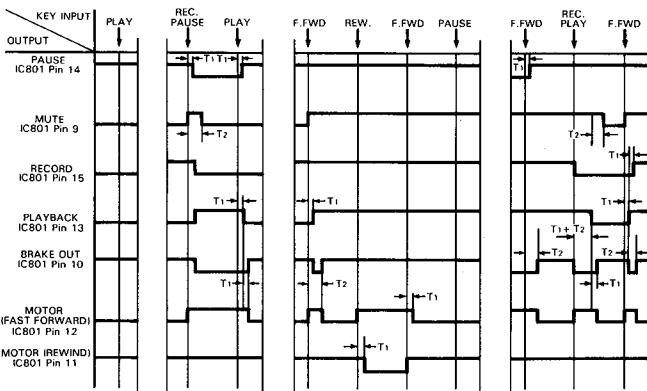 KEY INPUT
OUTPUT
PLAY
REC.
PAUSE
PLAY
F.FWD
REW.
F.FWD
PAUSE
F.FWD
REC.
PLAY
F.FWD
PAUSE
IC801 Pin 14
T1
T1
T1
MUTE
IC801 Pin 9
T2
T2
RECORD
IC801 Pin 15
T1
PLAYBACK
IC801 Pin 13
T1
T1
T1
T1 + T2
BRAKE OUT
IC801 Pin 10
T1
T2
T2
T2
T1
MOTOR
(FAST FORWARD)
IC801 Pin 12
T1
MOTOR (REWIND)
IC801 Pin 11
T1